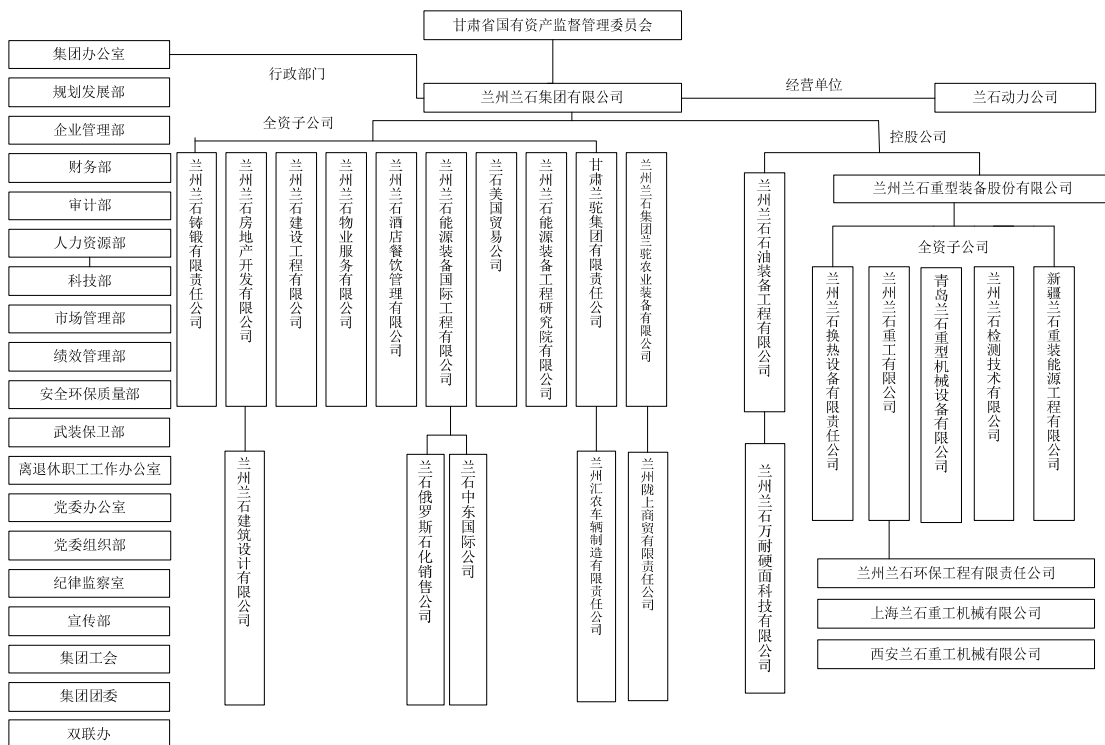 甘肃省国有资产监督管理委员会
集团办公室
行政部门
兰州兰石集团有限公司
经营单位
兰石动力公司
规划发展部
企业管理部
财务部
审计部
人力资源部
科技部
市场管理部
绩效管理部
安全环保质量部
武装保卫部
离退休职工工作办公室
党委办公室
党委组织部
纪律监察室
宣传部
集团工会
集团团委
双联办
全资子公司
兰州兰石铸锻有限责任公司
兰州兰石房地产开发有限公司
兰州兰石建设工程有限公司
兰州兰石物业服务有限公司
兰州兰石酒店餐饮管理有限公司
兰州兰石能源装备国际工程有限公司
兰石美国贸易公司
兰州兰石能源装备工程研究院有限公司
甘肃兰驼集团有限责任公司
兰州兰石集团兰驼农业装备有限公司
兰州兰石建筑设计有限公司
兰石俄罗斯石化销售公司
兰石中东国际公司
兰州汇农车辆制造有限责任公司
兰州陇上商贸有限责任公司
控股公司
兰州兰石石油装备工程有限公司
兰州兰石万耐硬面科技有限公司
兰州兰石重型装备股份有限公司
全资子公司
兰州兰石换热设备有限责任公司
兰州兰石重工有限公司
青岛兰石重型机械设备有限公司
兰州兰石检测技术有限公司
新疆兰石重装能源工程有限公司
兰州兰石环保工程有限责任公司
上海兰石重工机械有限公司
西安兰石重工机械有限公司